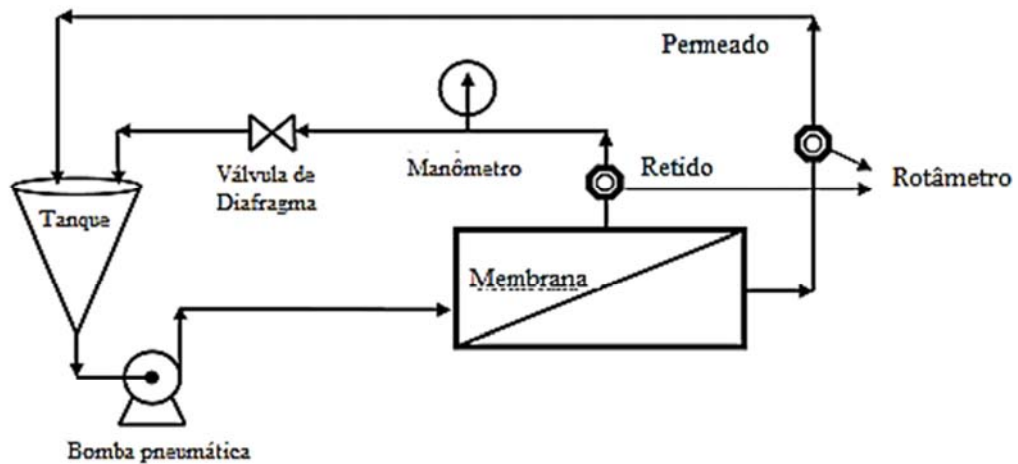 Permeado
Válvula de
Diafragma
Manômetro
Retido
Rotâmetro
Tanque
Membrana
Bomba pneumática